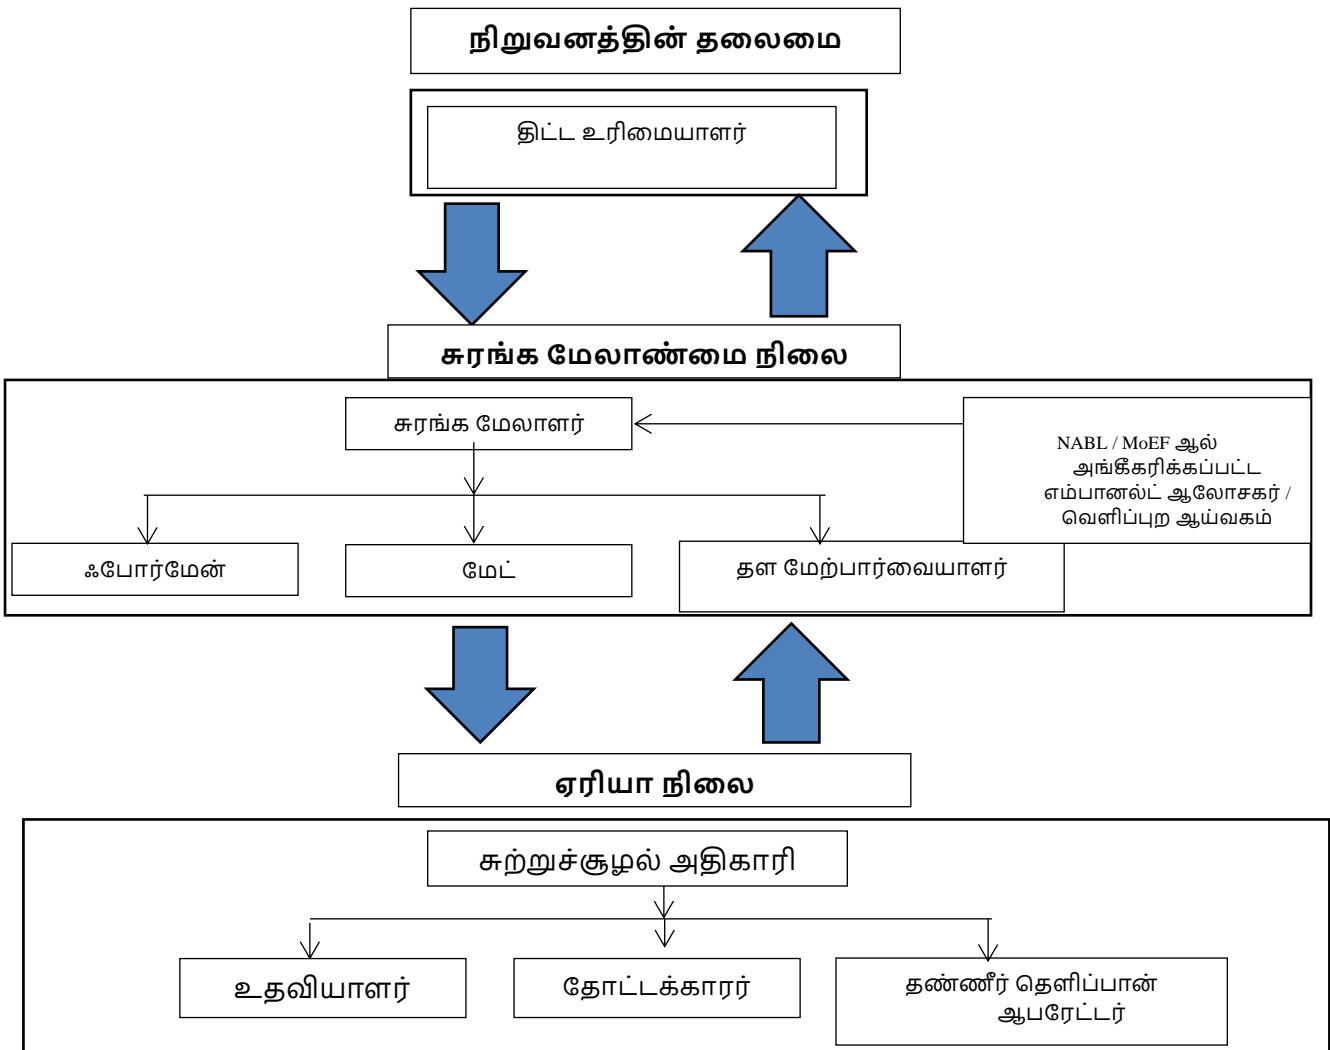 நிறுவனத்தின் தலைமை
திட்ட உரிமையாளர்
சுரங்க மேலாண்மை நிலை
சுரங்க மேலாளர்
NABL / MoEF ஆல்
அங்கீகரிக்கப்பட்ட
எம்பானல்ட் ஆலோசகர் /
வெளிப்புற ஆய்வகம்
ஃபோர்மேன்
மேட்
தள மேற்பார்வையாளர்
ஏரியா நிலை
சுற்றுச்சூழல் அதிகாரி
உதவியாளர்
தோட்டக்காரர்
தண்ணீர் தெளிப்பான்
ஆபரேட்டர்